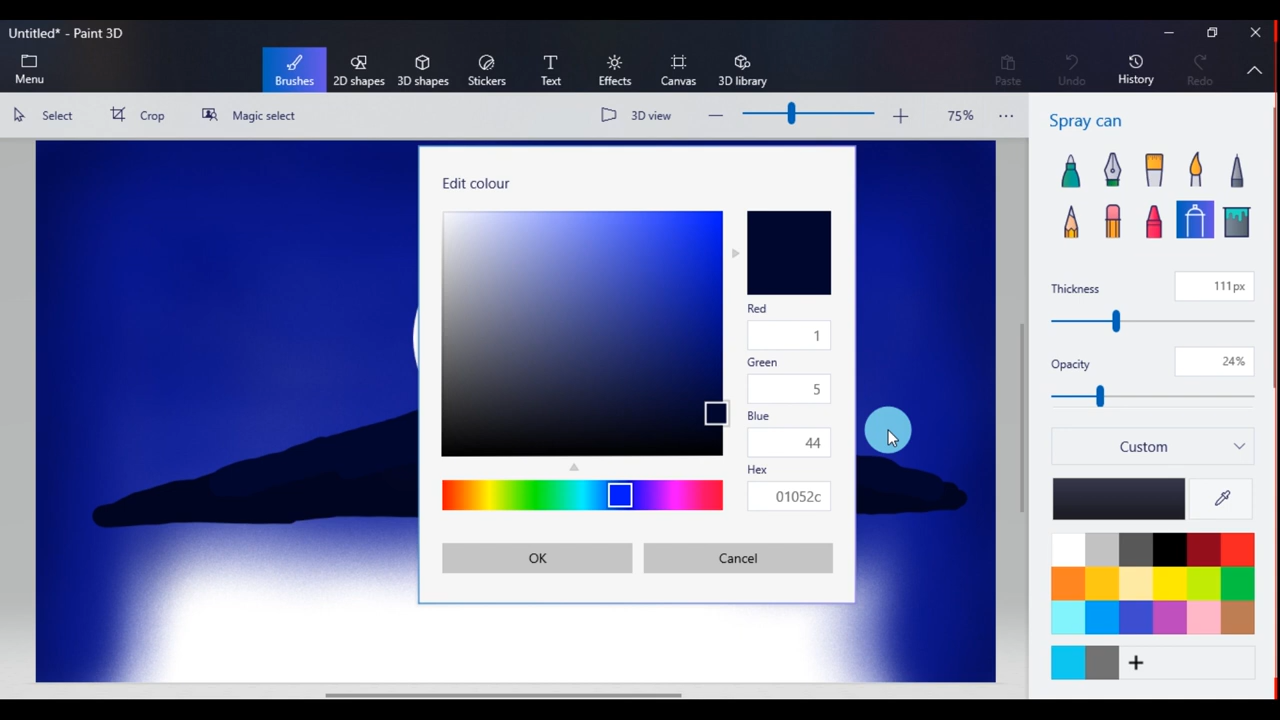 Untitled* - Paint 3D
Menu
Brushes
2D shapes
3D shapes
Stickers
Text
Effects
Canvas
3D library
Paste
Undo
History
Redo
Select
Crop
Magic select
3D view
75%
Spray can
Thickness
111px
Opacity
24%
Custom
Edit colour
Red
1
Green
5
Blue
44
Hex
01052c
OK
Cancel